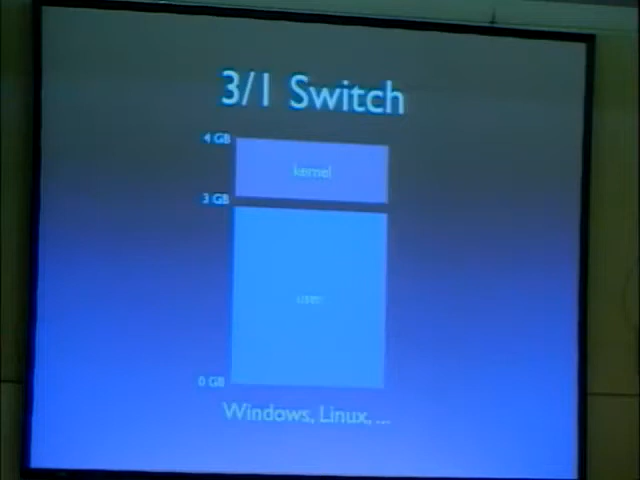 3/1 Switch
4 GB
kernel
3 GB
user
0 GB
Windows, Linux, ...